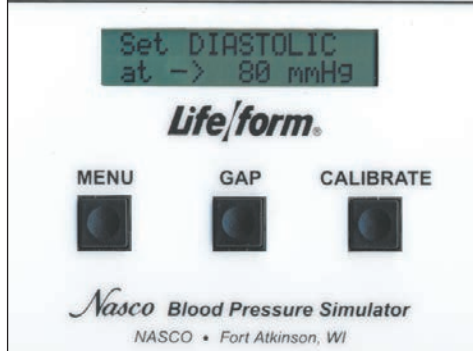 Set DIASTOLIC
at -> 80 mmHg
Life/form®
MENU GAP CALIBRATE
Nasco Blood Pressure Simulator
NASCO • Fort Atkinson, WI